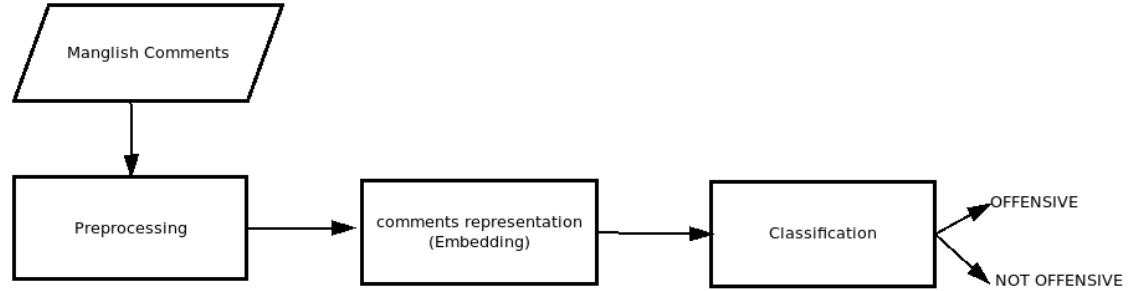 Manglish Comments
Preprocessing
comments representation
(Embedding)
Classification
OFFENSIVE
NOT OFFENSIVE